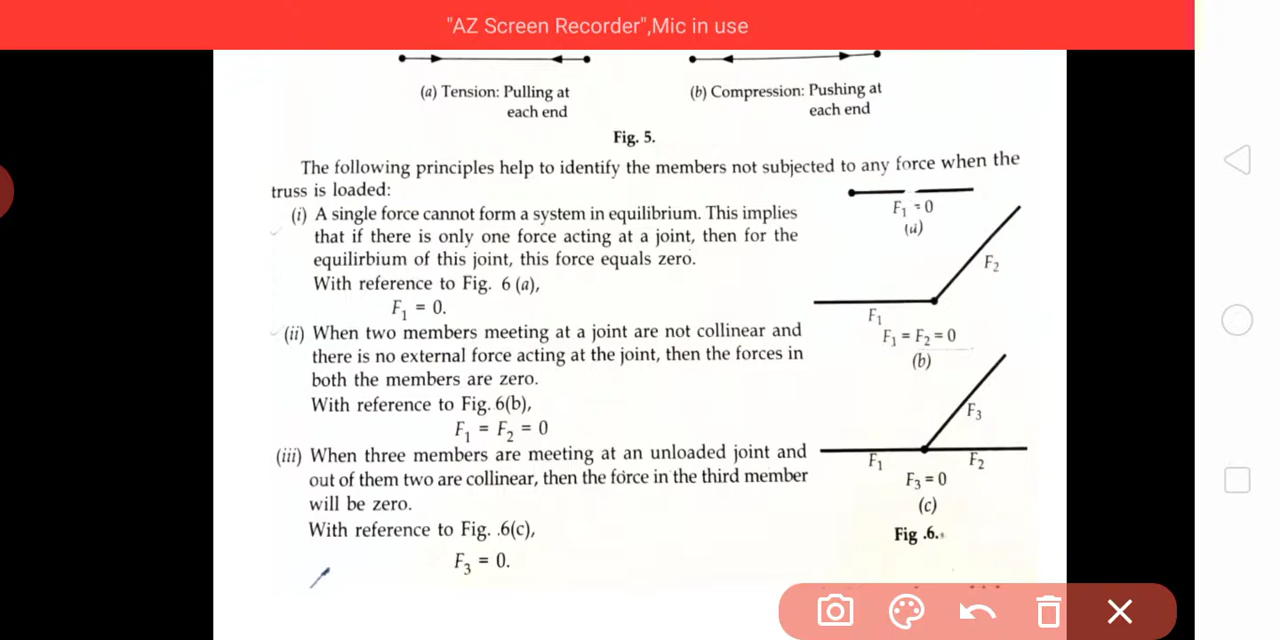 "AZ Screen Recorder",Mic in use
(a) Tension: Pulling at
each end
(b) Compression: Pushing at
each end
Fig. 5.
The following principles help to identify the members not subjected to any force when the
truss is loaded:
(i) A single force cannot form a system in equilibrium. This implies
that if there is only one force acting at a joint, then for the
equilirbium of this joint, this force equals zero.
With reference to Fig. 6 (a),
F₁ = 0.
(ii) When two members meeting at a joint are not collinear and
there is no external force acting at the joint, then the forces in
both the members are zero.
With reference to Fig. 6(b),
F₁ = F₂ = 0
(iii) When three members are meeting at an unloaded joint and
out of them two are collinear, then the force in the third member
will be zero.
With reference to Fig. .6(c),
F₃ = 0.
F₁ = 0
(a)
F₂
F₁
F₁ = F₂ = 0
(b)
F₃
F₁
F₂
F₃ = 0
(c)
Fig .6.